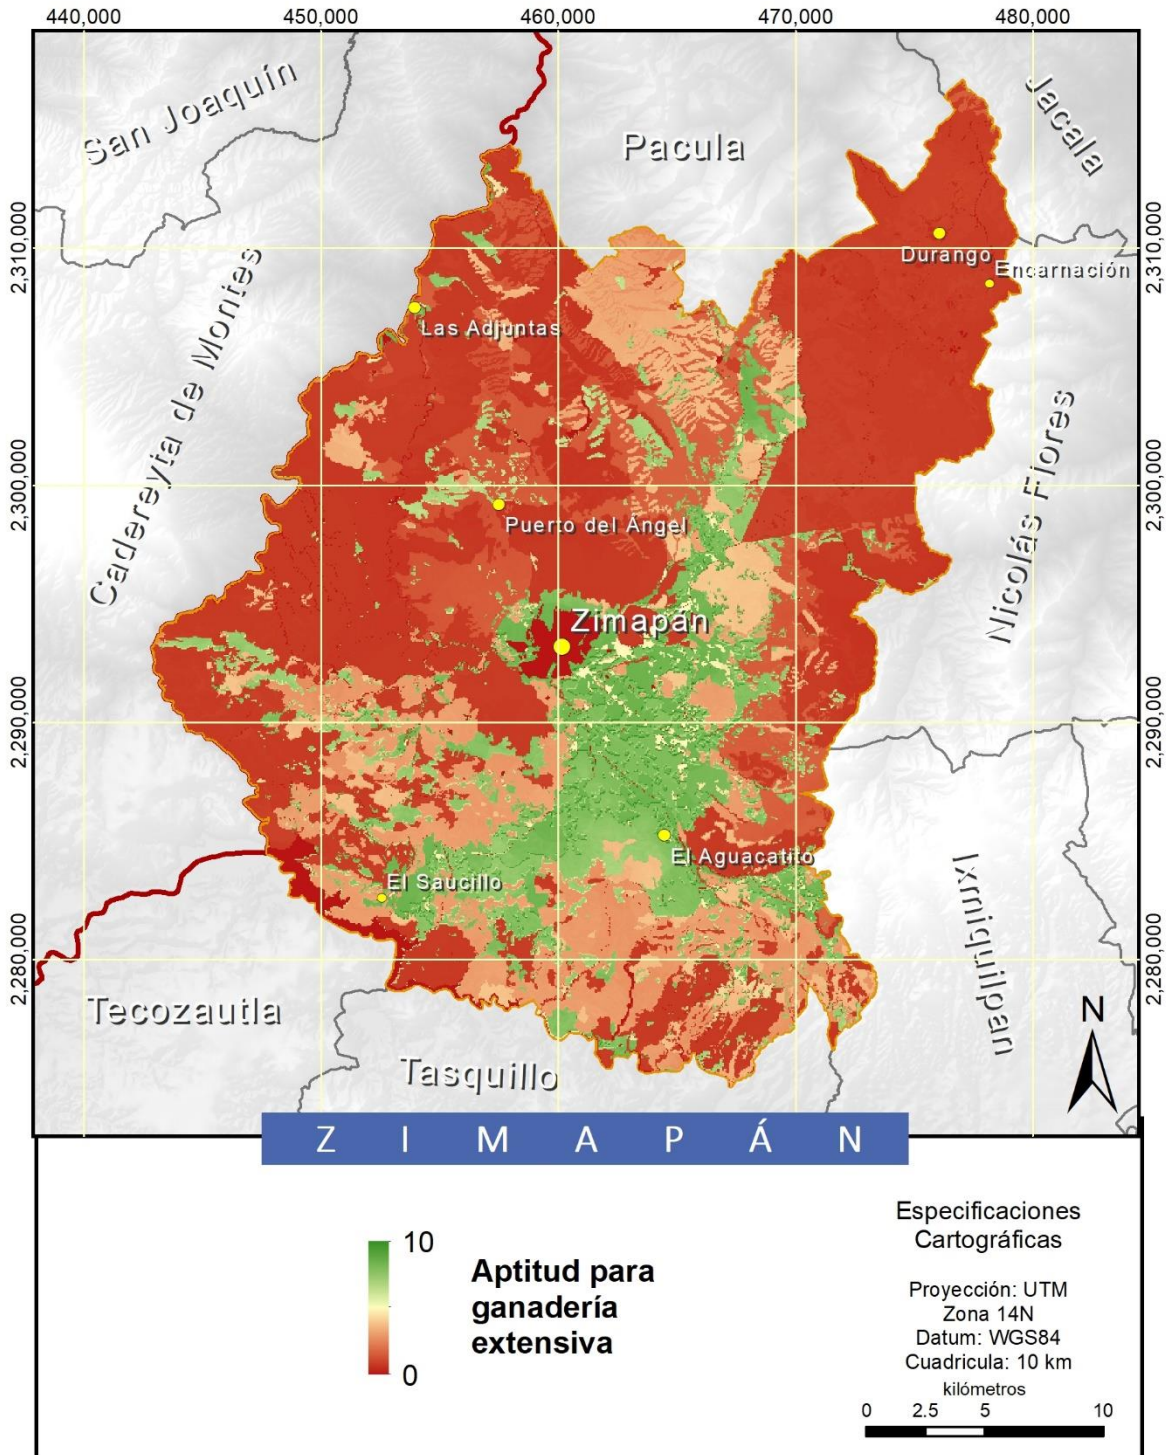 440,000
450,000
460,000
470,000
480,000
San Joaquín
Pacula
Jacala
2,310,000
2,310,000
Durango
Encarnación
Las Adjuntas
Cadereyta de Montes
Nicolás Flores
2,300,000
2,300,000
Puerto del Ángel
Zimapán
2,290,000
2,290,000
El Aguacatito
El Saucillo
Ixmiquilpan
2,280,000
2,280,000
Tecozautla
Tasquillo
N
Z I M A P Á N
10
0
Aptitud para
ganadería
extensiva
Especificaciones
Cartográficas
Proyección: UTM
Zona 14N
Datum: WGS84
Cuadricula: 10 km
kilómetros
0 2.5 5 10